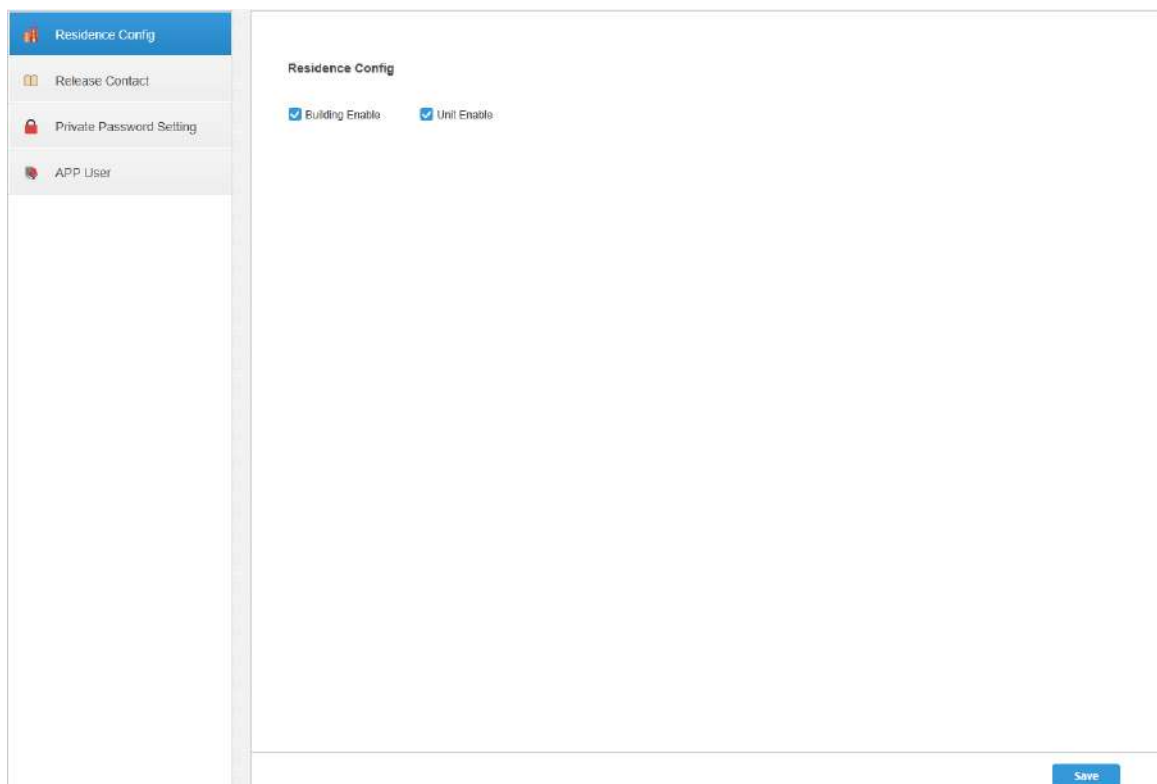 Residence Config
Release Contact
Private Password Setting
APP User
Residence Config
Building Enable Unit Enable
Save